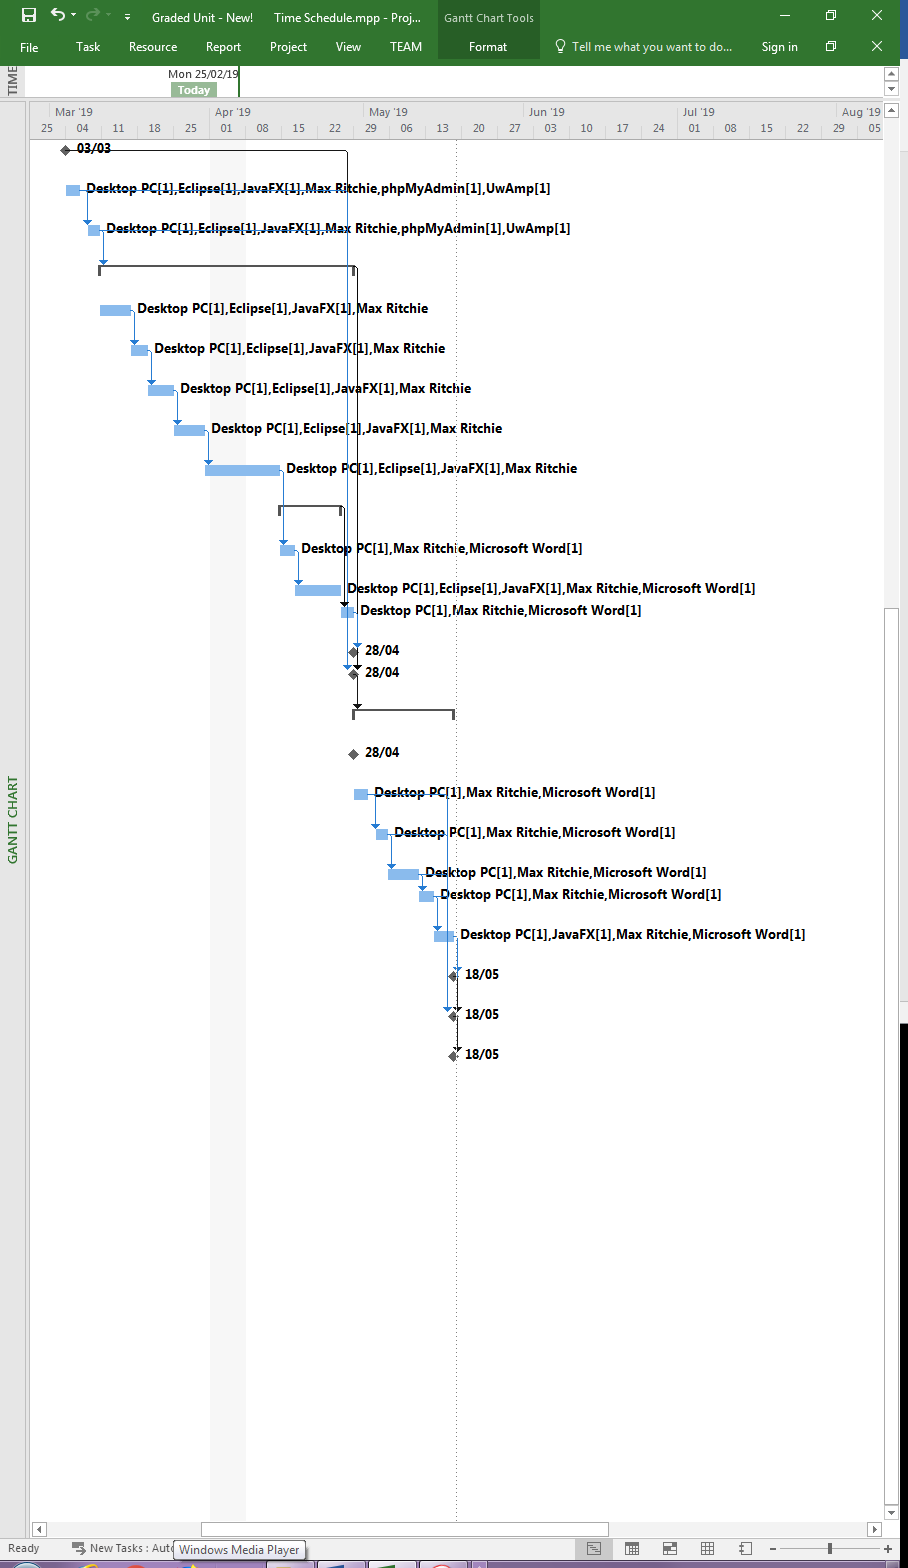 Graded Unit - New! Time Schedule.mpp - Proj... Gantt Chart Tools
File Task Resource Report Project View TEAM Format Tell me what you want to do... Sign in
TIME
Mon 25/02/19
Today
Mar '19 Apr '19 May '19 Jun '19 Jul '19 Aug '19
25 04 11 18 25 01 08 15 22 29 06 13 20 27 03 10 17 24 01 08 15 22 29 05
03/03
Desktop PC[1],Eclipse[1],JavaFX[1],Max Ritchie,phpMyAdmin[1],UwAmp[1]
Desktop PC[1],Eclipse[1],JavaFX[1],Max Ritchie,phpMyAdmin[1],UwAmp[1]
Desktop PC[1],Eclipse[1],JavaFX[1],Max Ritchie
Desktop PC[1],Eclipse[1],JavaFX[1],Max Ritchie
Desktop PC[1],Eclipse[1],JavaFX[1],Max Ritchie
Desktop PC[1],Eclipse[1],JavaFX[1],Max Ritchie
Desktop PC[1],Eclipse[1],JavaFX[1],Max Ritchie
Desktop PC[1],Max Ritchie,Microsoft Word[1]
Desktop PC[1],Eclipse[1],JavaFX[1],Max Ritchie,Microsoft Word[1]
Desktop PC[1],Max Ritchie,Microsoft Word[1]
28/04
28/04
28/04
GANTT CHART
Desktop PC[1],Max Ritchie,Microsoft Word[1]
Desktop PC[1],Max Ritchie,Microsoft Word[1]
Desktop PC[1],Max Ritchie,Microsoft Word[1]
Desktop PC[1],Max Ritchie,Microsoft Word[1]
Desktop PC[1],JavaFX[1],Max Ritchie,Microsoft Word[1]
18/05
18/05
18/05
Ready New Tasks : Auto
Windows Media Player